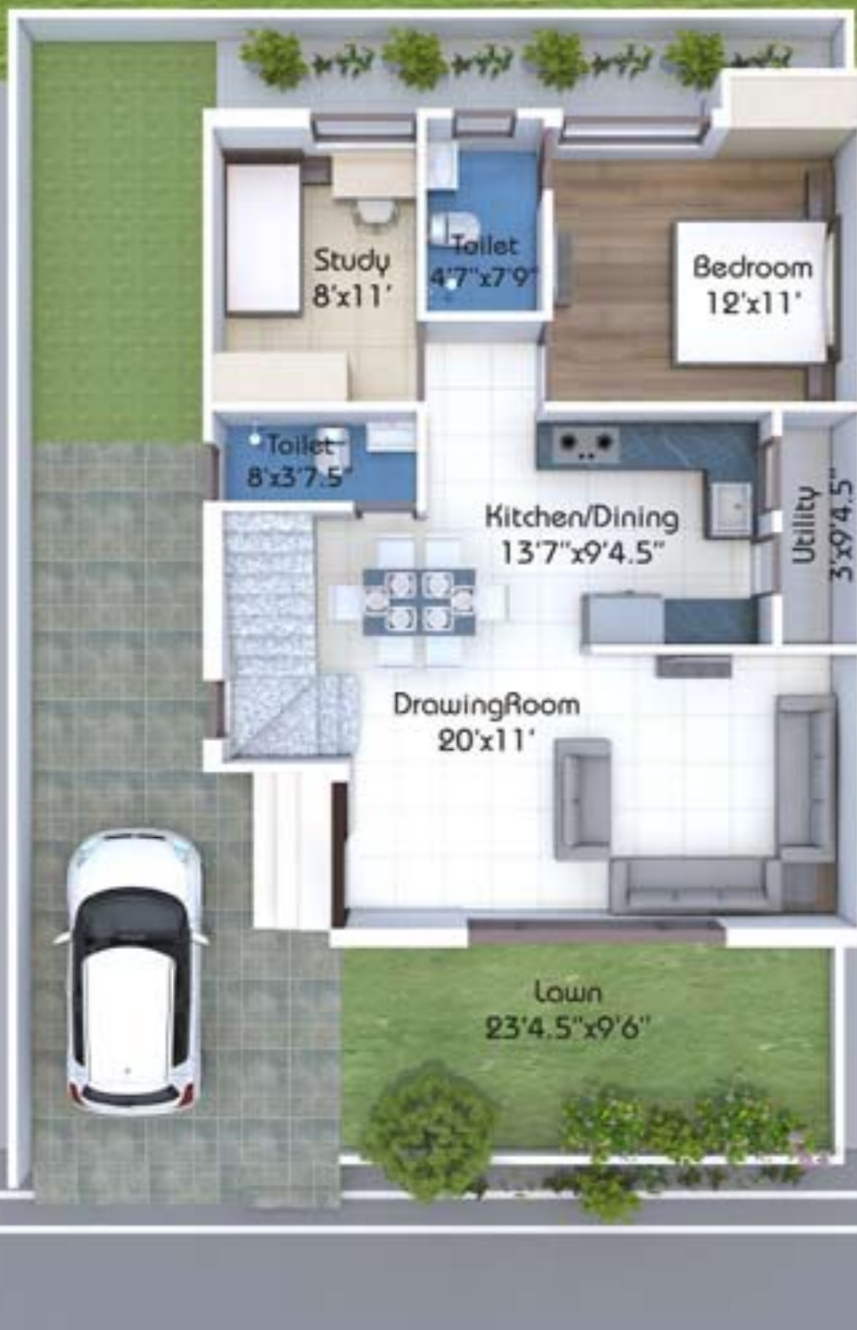 Study
8'x11'
Toilet
4'7"x7'9"
Bedroom
12'x11'
Toilet
8'x3'7.5"
Kitchen/Dining
13'7"x9'4.5"
Utility
3'x9'4.5"
DrawingRoom
20'x11'
Lawn
23'4.5"x9'6"